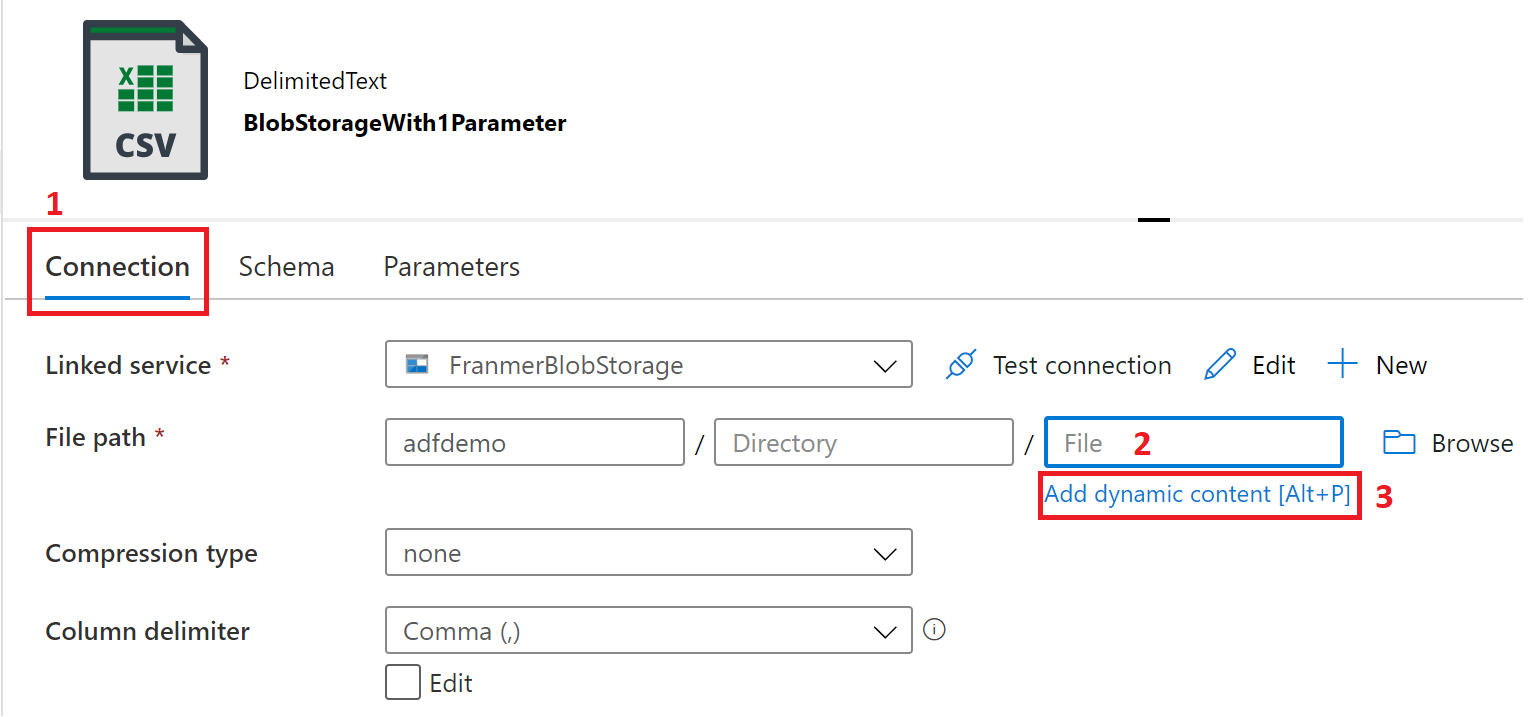 X
CSV
DelimitedText
BlobStorageWith1Parameter
1
Connection Schema Parameters
Linked service * FranmerBlobStorage Test connection Edit New
File path * adfdemo / Directory / File 2 Browse
Add dynamic content [Alt+P] 3
Compression type none
Column delimiter Comma (,)
Edit